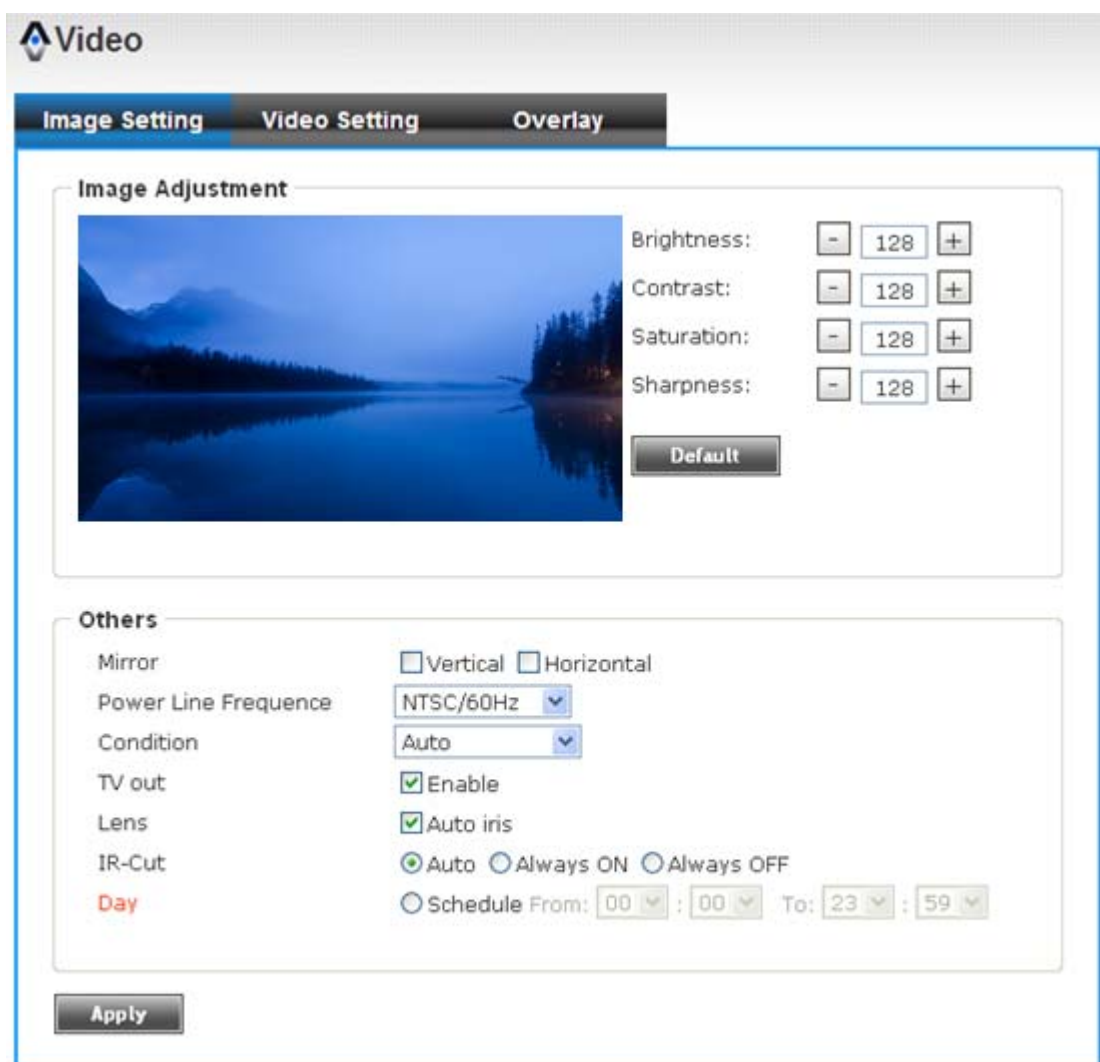 Video
Image Setting Video Setting Overlay
Image Adjustment
Brightness: - 128 +
Contrast: - 128 +
Saturation: - 128 +
Sharpness: - 128 +
Default
Others
Mirror Vertical Horizontal
Power Line Frequence NTSC/60Hz
Condition Auto
TV out Enable
Lens Auto iris
IR-Cut Auto Always ON Always OFF
Day Schedule From: 00 : 00 To: 23 : 59
Apply